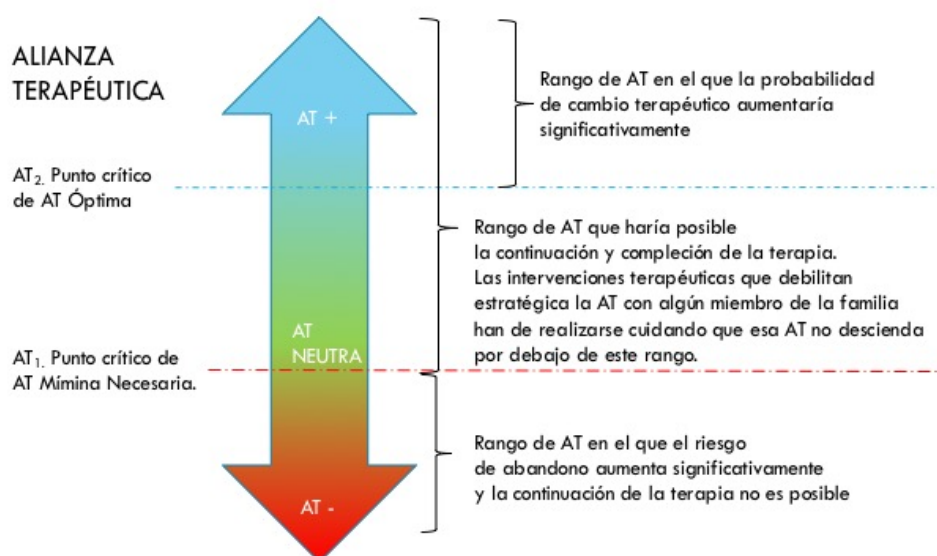 ALIANZA
TERAPÉUTICA
AT +
Rango de AT en el que la probabilidad
de cambio terapéutico aumentaría
significativamente
AT2. Punto crítico
de AT Óptima
Rango de AT que haría posible
la continuación y compleción de la terapia.
Las intervenciones terapéuticas que debilitan
estratégica la AT con algún miembro de la familia
han de realizarse cuidando que esa AT no descienda
por debajo de este rango.
AT
NEUTRA
AT1. Punto crítico de
AT Mímina Necesaria.
Rango de AT en el que el riesgo
de abandono aumenta significativamente
y la continuación de la terapia no es posible
AT -